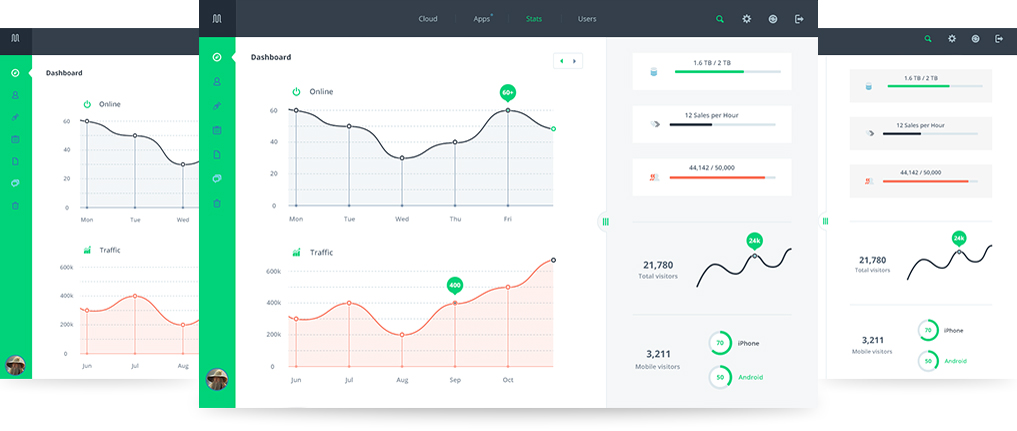 Cloud Apps Stats Users
Dashboard
Online
60
40
20
0
Mon Tue Wed
Traffic
600k
400k
200k
0
Jun Jul Aug
Dashboard
Online
60+
60
40
20
0
Mon Tue Wed Thu Fri
Traffic
400
600k
400k
200k
0
Jun Jul Aug Sep Oct
1.6 TB / 2 TB
12 Sales per Hour
44,142 / 50,000
24k
21,780
Total visitors
70 iPhone
3,211
Mobile visitors
50 Android
1.6 TB / 2 TB
12 Sales per Hour
44,142 / 50,000
24k
21,780
Total visitors
70 iPhone
3,211
Mobile visitors
50 Android